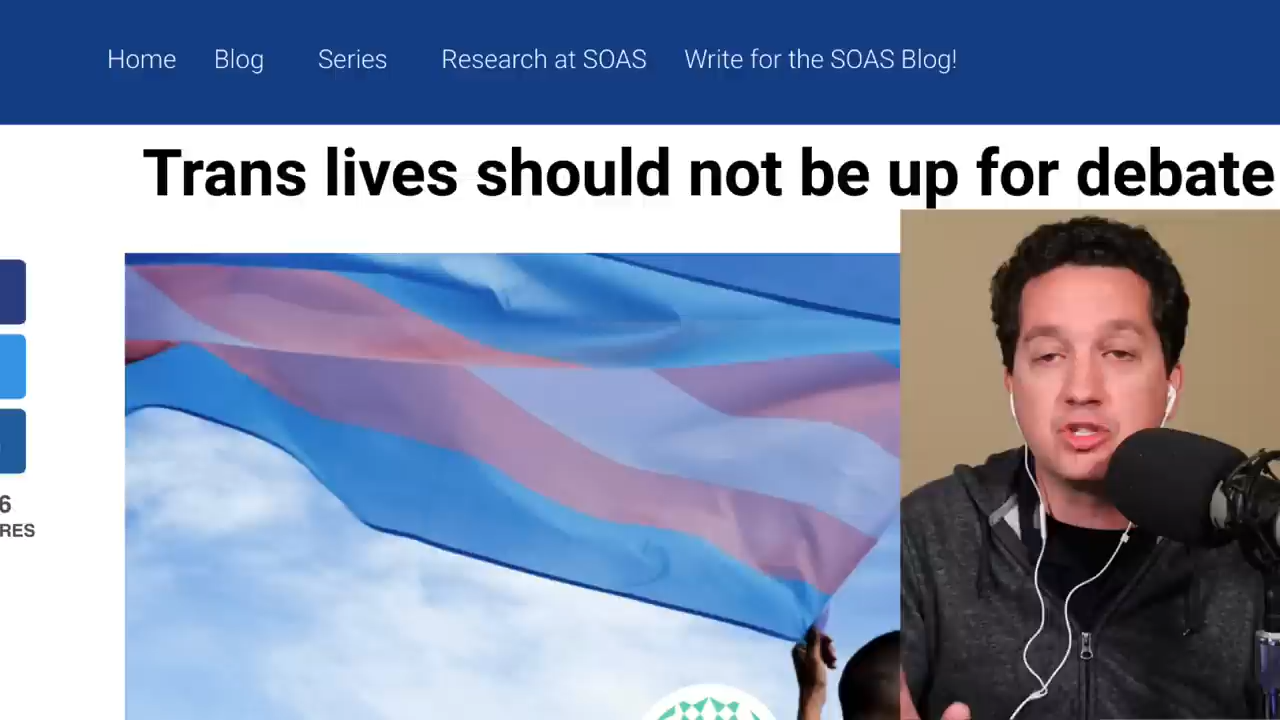 Home Blog Series Research at SOAS Write for the SOAS Blog!
Trans lives should not be up for debate
6
RES